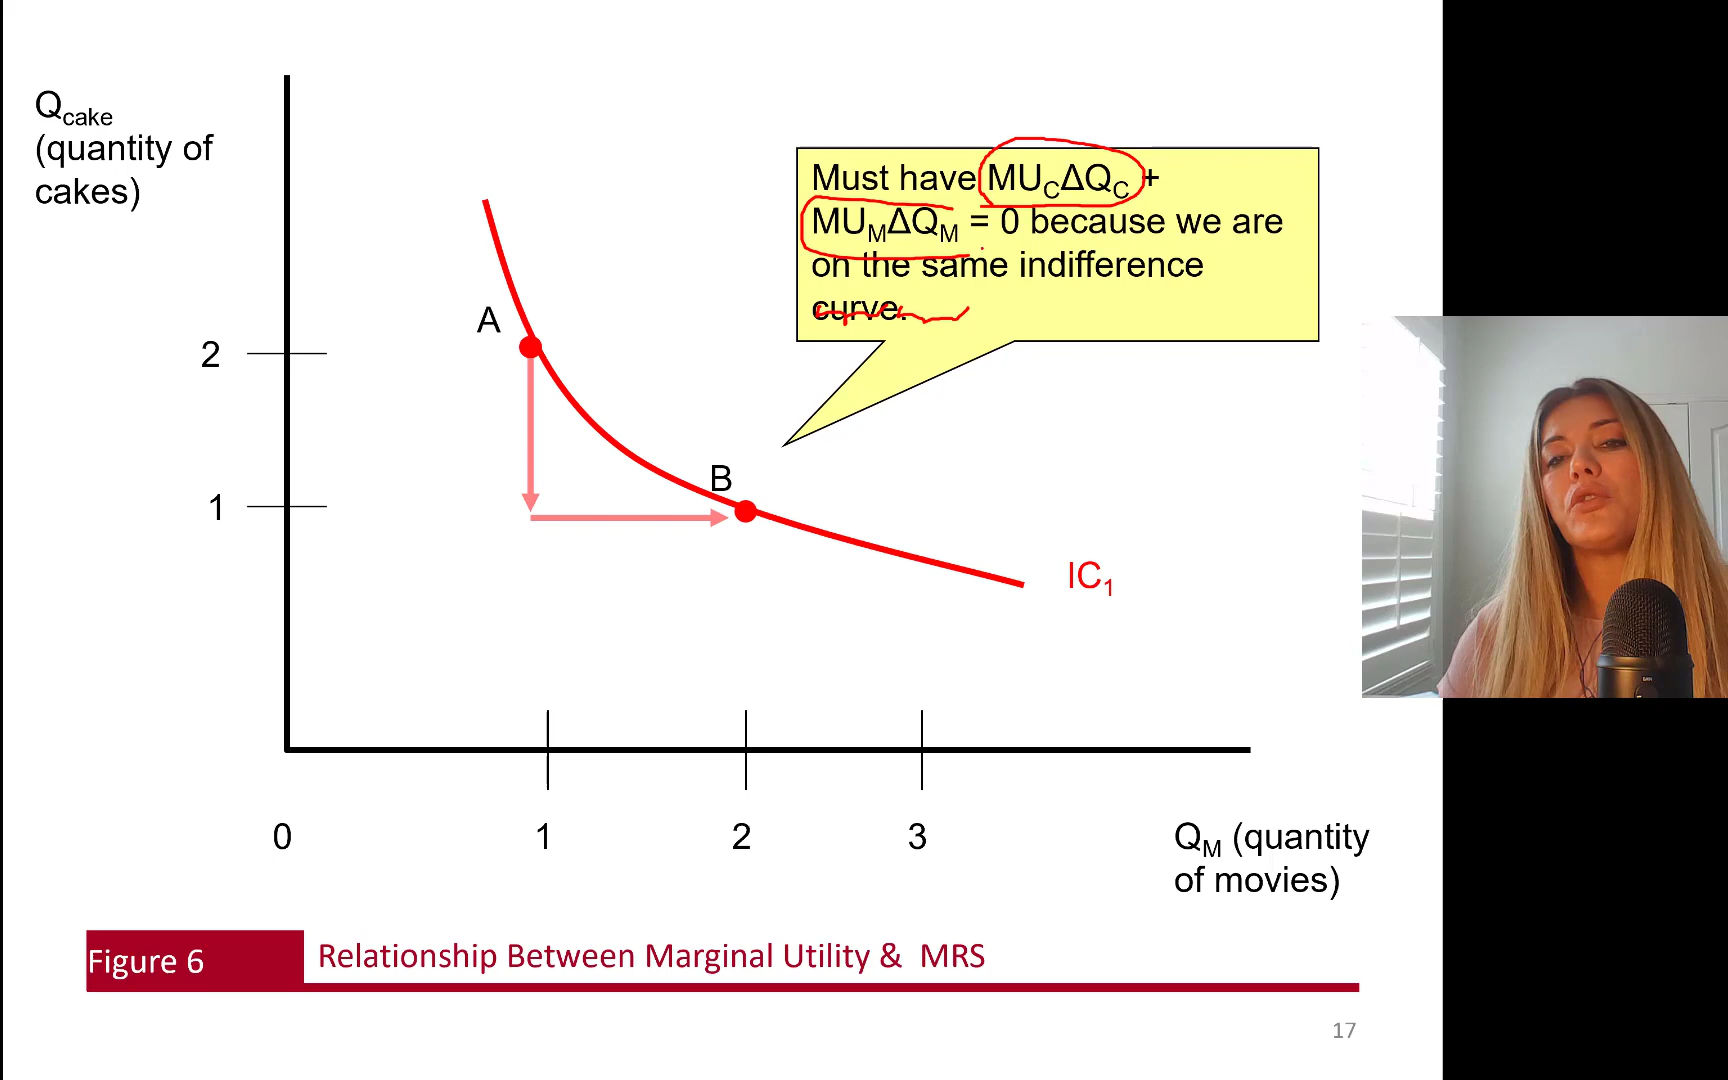 Q_cake
(quantity of
cakes)
Must have MU_CΔQ_C +
MU_MΔQ_M = 0 because we are
on the same indifference
curve.
A
2
B
1
IC₁
0
1
2
3
Q_M (quantity
of movies)
Figure 6
Relationship Between Marginal Utility & MRS
17